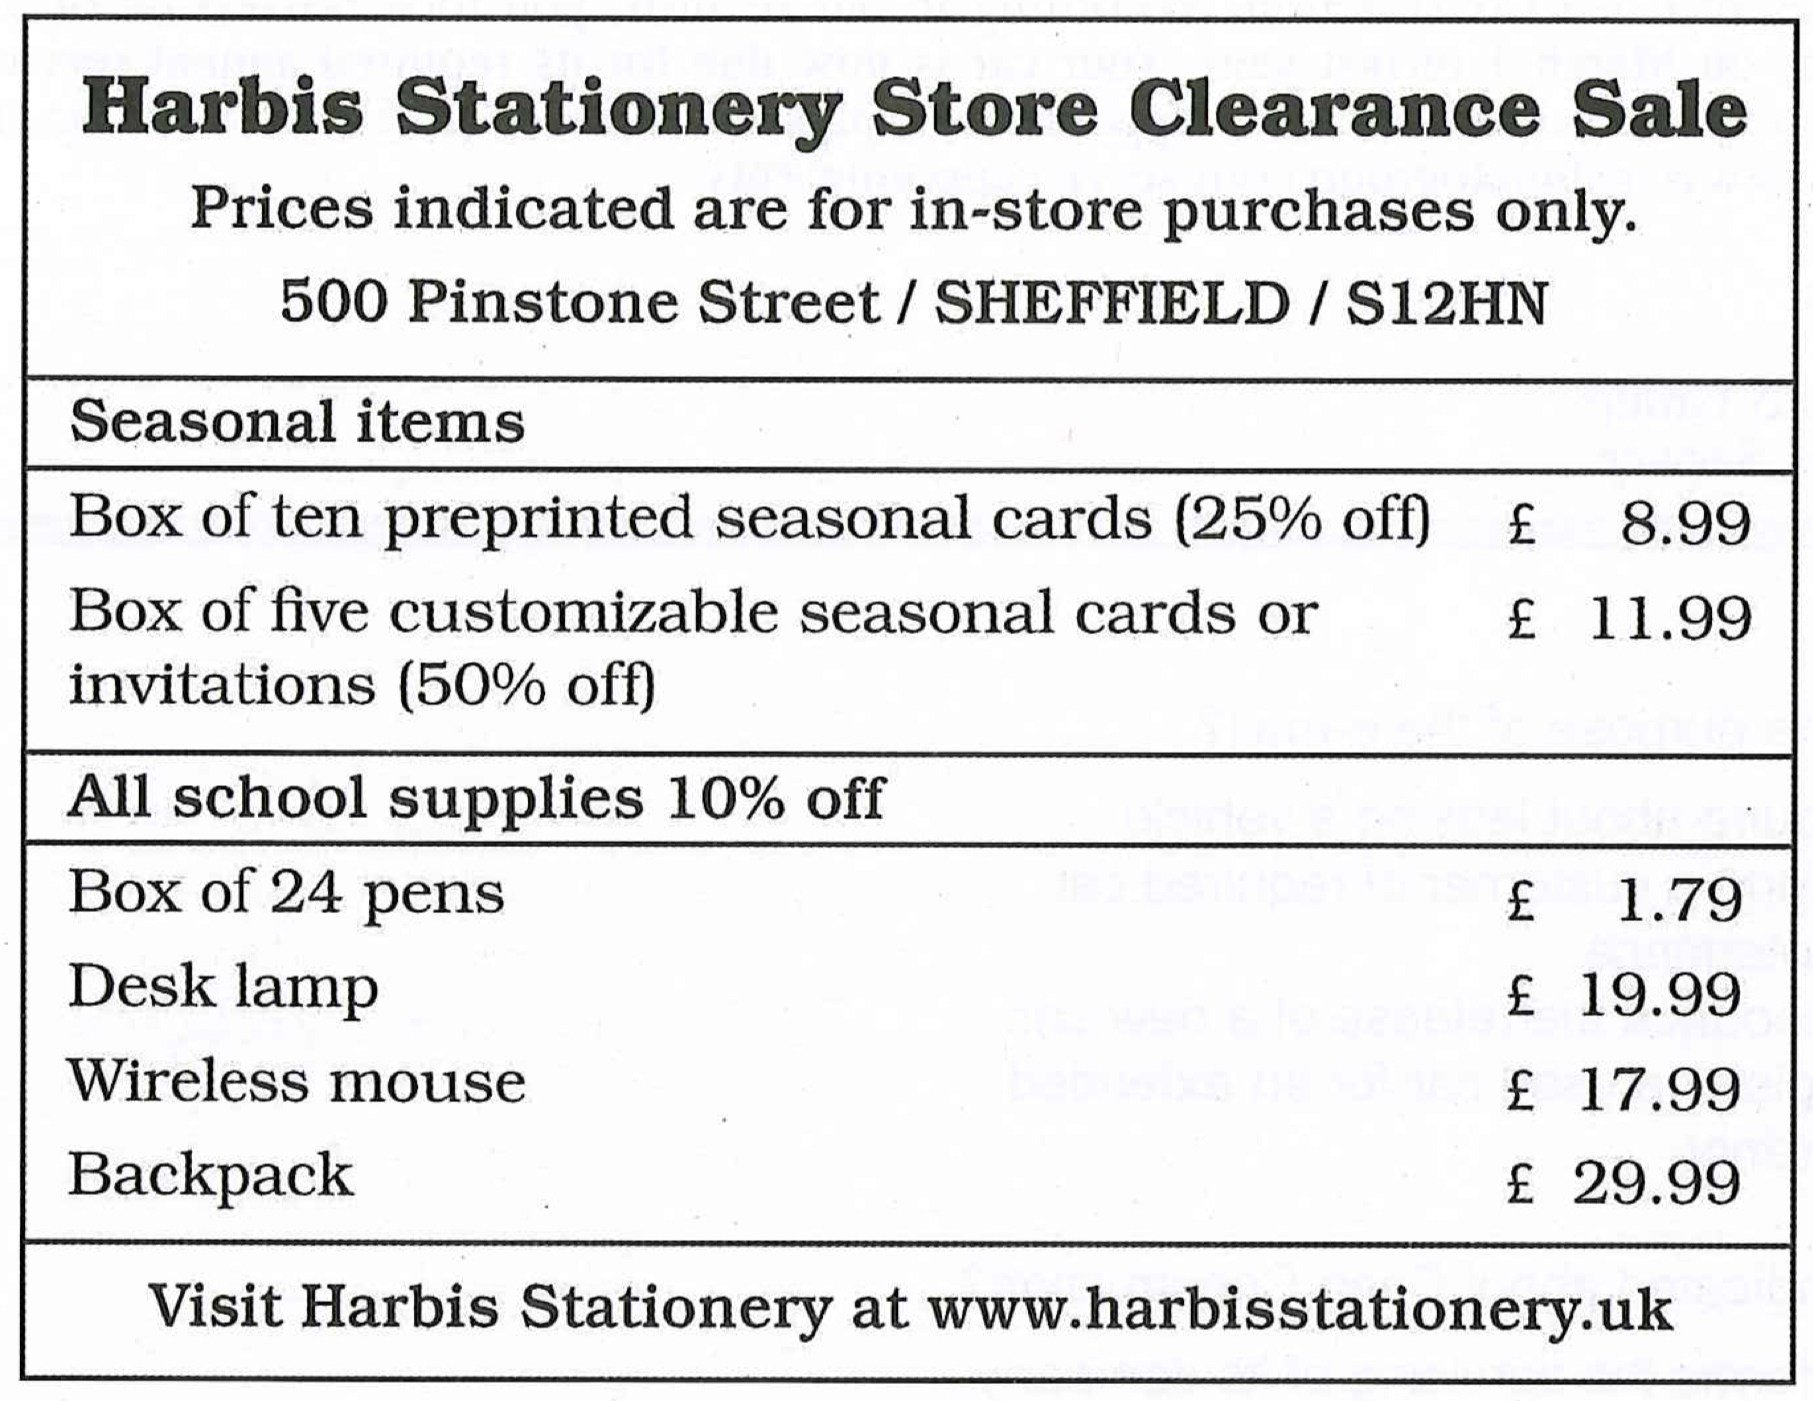 Harbis Stationery Store Clearance Sale
Prices indicated are for in-store purchases only.
500 Pinstone Street / SHEFFIELD / S12HN
Seasonal items
Box of ten preprinted seasonal cards (25% off) £ 8.99
Box of five customizable seasonal cards or £ 11.99
invitations (50% off)
All school supplies 10% off
Box of 24 pens £ 1.79
Desk lamp £ 19.99
Wireless mouse £ 17.99
Backpack £ 29.99
Visit Harbis Stationery at www.harbisstationery.uk